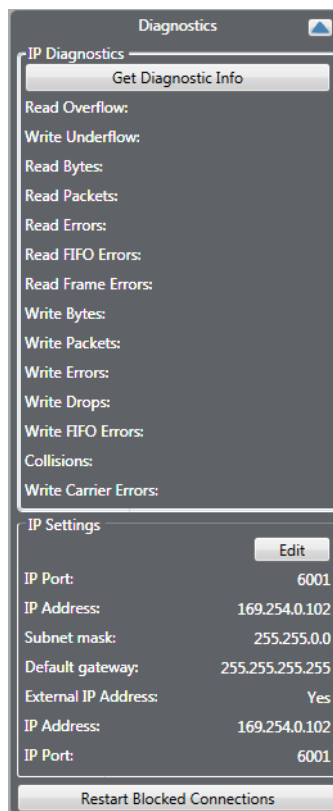 Diagnostics
IP Diagnostics
Get Diagnostic Info
Read Overflow:
Write Underflow:
Read Bytes:
Read Packets:
Read Errors:
Read FIFO Errors:
Read Frame Errors:
Write Bytes:
Write Packets:
Write Errors:
Write Drops:
Write FIFO Errors:
Collisions:
Write Carrier Errors:
IP Settings
Edit
IP Port: 6001
IP Address: 169.254.0.102
Subnet mask: 255.255.0.0
Default gateway: 255.255.255.255
External IP Address: Yes
IP Address: 169.254.0.102
IP Port: 6001
Restart Blocked Connections